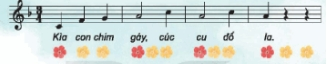 Kìa con chim gáy, cúc cu đồ la.